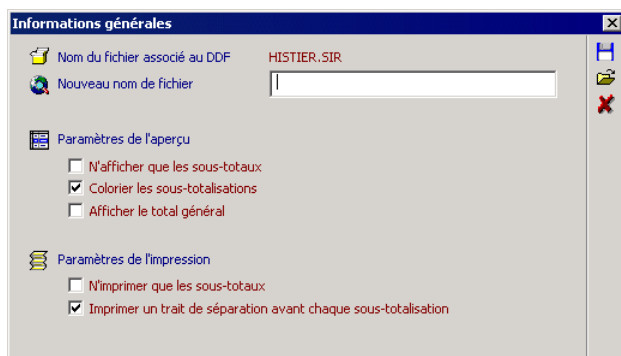 Informations générales
Nom du fichier associé au DDF HISTIER.SIR
Nouveau nom de fichier
Paramètres de l'aperçu
N'afficher que les sous-totaux
Colorier les sous-totalisations
Afficher le total général
Paramètres de l'impression
N'imprimer que les sous-totaux
Imprimer un trait de séparation avant chaque sous-totalisation